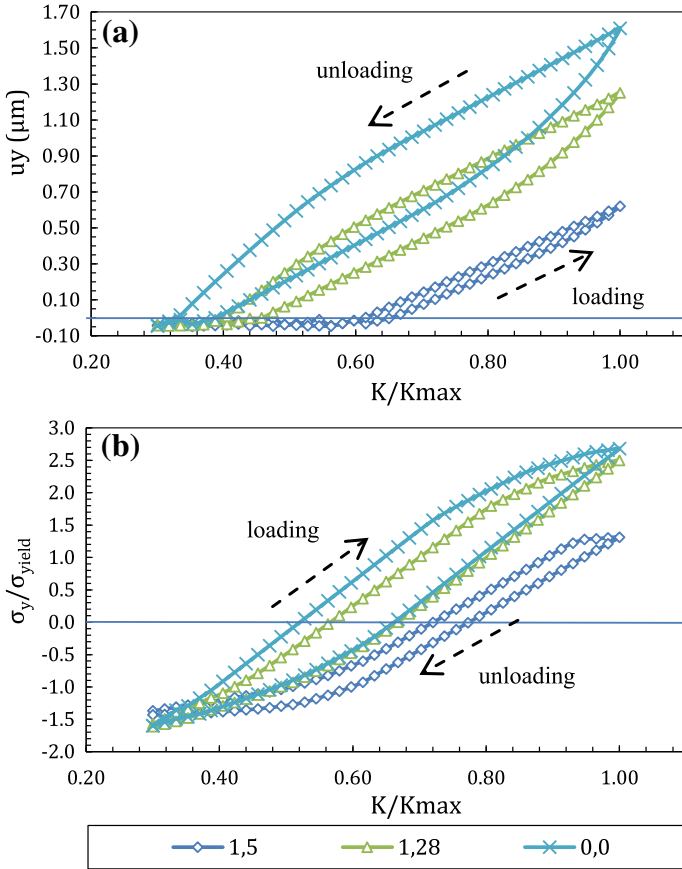 (a)
uy (µm)
1.70
1.50
1.30
1.10
0.90
0.70
0.50
0.30
0.10
-0.10
unloading
loading
0.20 0.40 0.60 0.80 1.00
K/Kmax
(b)
σy/σyield
3.0
2.5
2.0
1.5
1.0
0.5
0.0
-0.5
-1.0
-1.5
-2.0
loading
unloading
0.20 0.40 0.60 0.80 1.00
K/Kmax
1,5 1,28 0,0